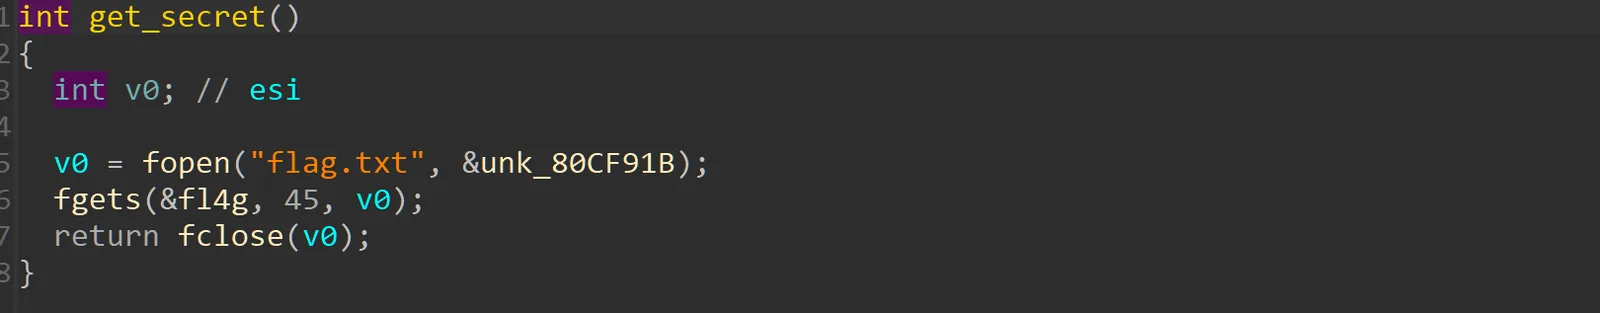 1 int get_secret()
2 {
3   int v0; // esi
4
5   v0 = fopen("flag.txt", &unk_80CF91B);
6   fgets(&fl4g, 45, v0);
7   return fclose(v0);
8 }